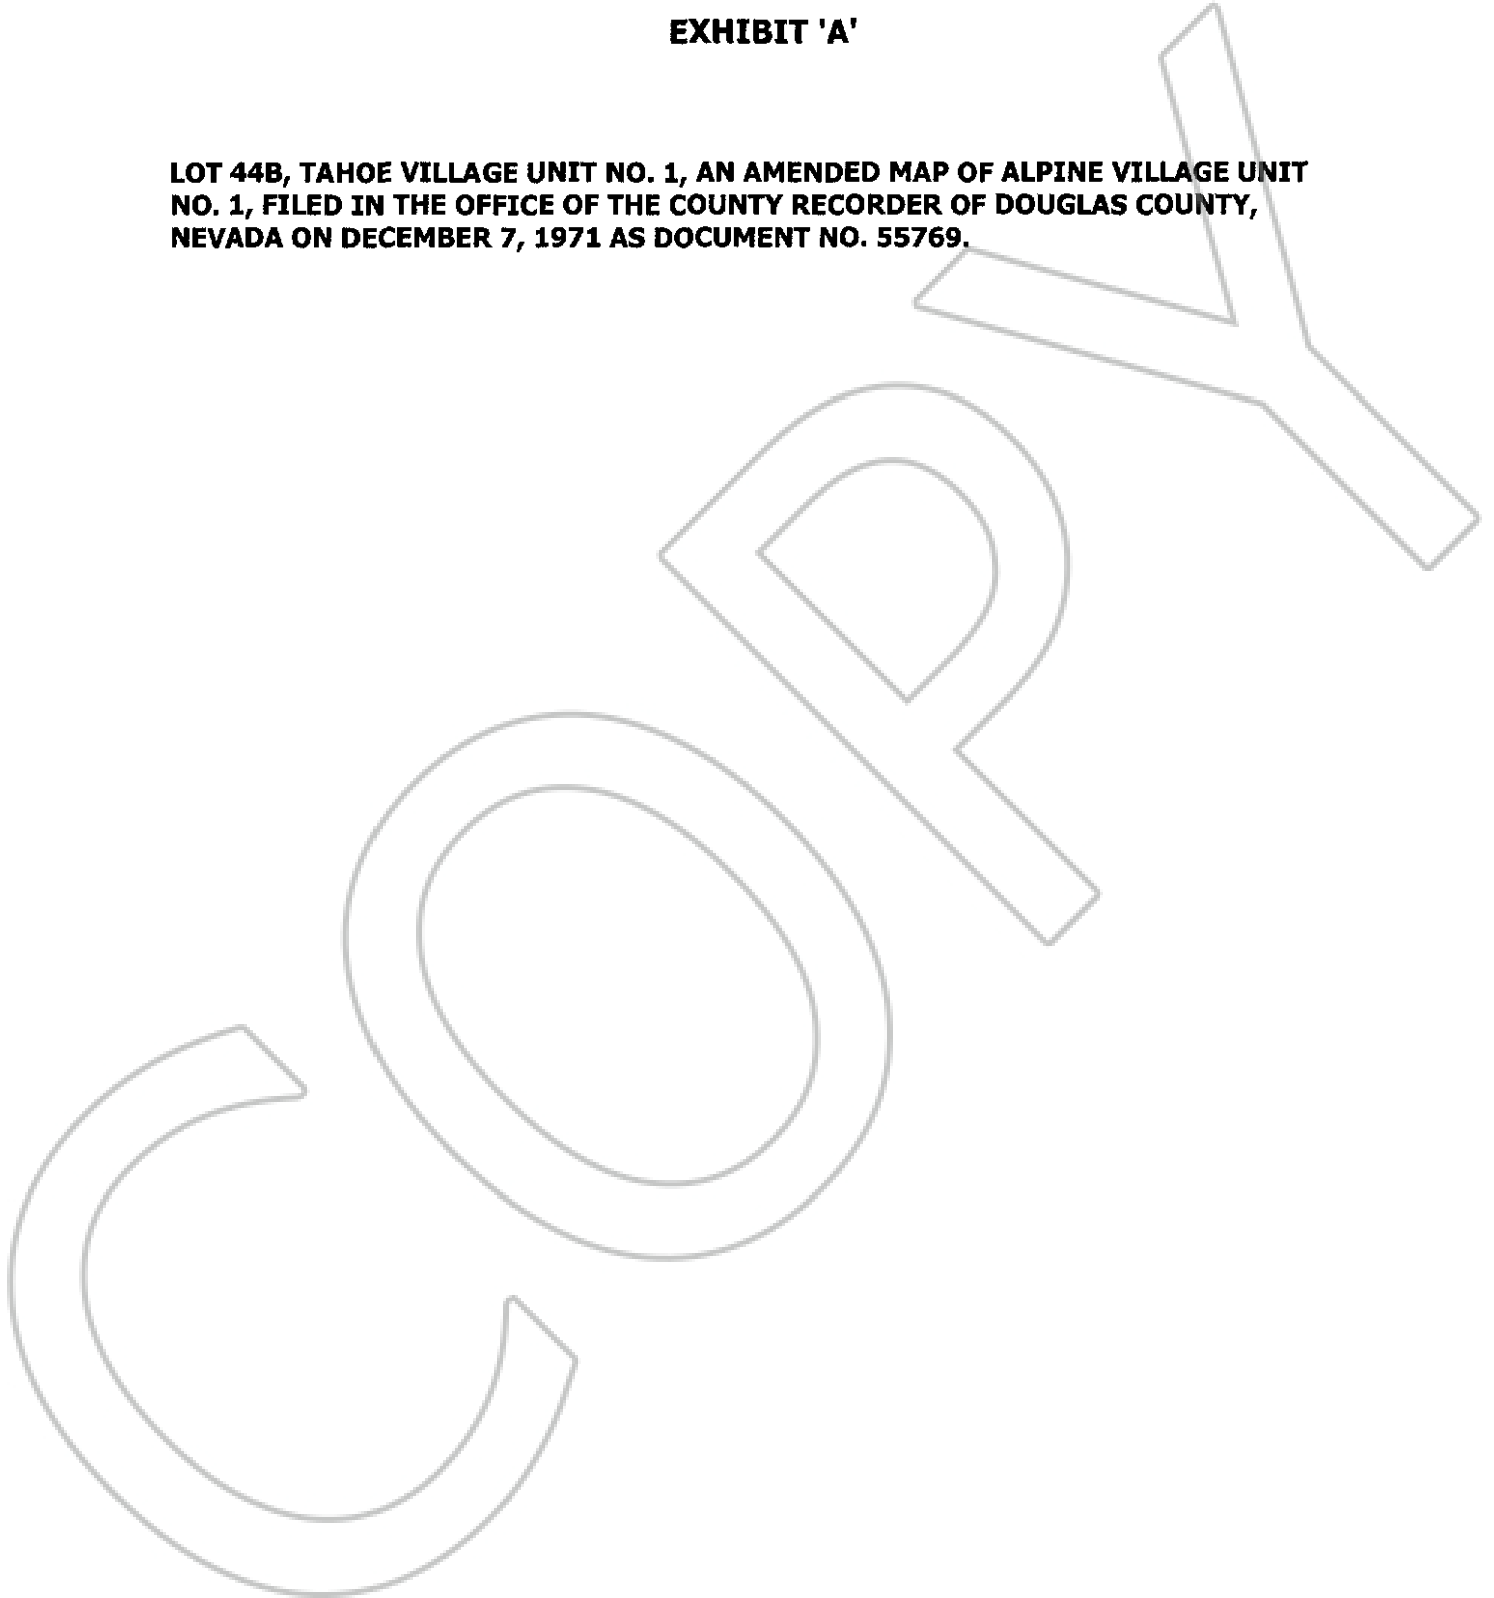 EXHIBIT 'A'
LOT 44B, TAHOE VILLAGE UNIT NO. 1, AN AMENDED MAP OF ALPINE VILLAGE UNIT
NO. 1, FILED IN THE OFFICE OF THE COUNTY RECORDER OF DOUGLAS COUNTY,
NEVADA ON DECEMBER 7, 1971 AS DOCUMENT NO. 55769.
COPY